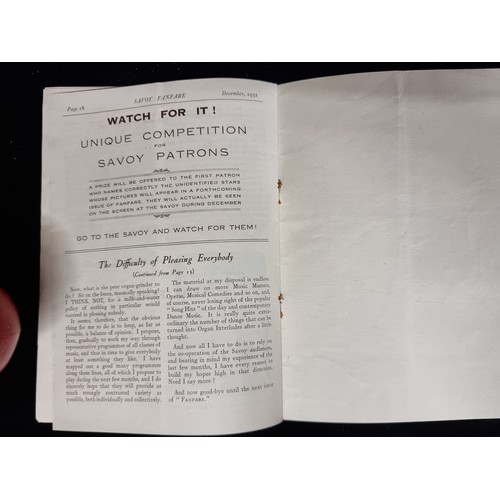 Page 18 SAVOY FANFARE December, 1932
WATCH FOR IT!
UNIQUE COMPETITION
FOR
SAVOY PATRONS
A PRIZE WILL BE OFFERED TO THE FIRST PATRON
WHO NAMES CORRECTLY THE UNIDENTIFIED STARS
WHOSE PICTURES WILL APPEAR IN A FORTHCOMING
ISSUE OF FANFARE. THEY WILL ACTUALLY BE SEEN
ON THE SCREEN AT THE SAVOY DURING DECEMBER
GO TO THE SAVOY AND WATCH FOR THEM!
The Difficulty of Pleasing Everybody
(Continued from Page 15)
Now, what is the poor organ-grinder to
do? Sit on the fence, musically speaking?
I THINK NOT, for a milk-and-water
policy of nothing in particular would
succeed in pleasing nobody.
It seems, therefore, that the obvious
thing for me to do is to keep, as far as
possible, a balance of opinion. I propose,
then, gradually to work my way through
representative programmes of all classes of
music, and thus in time to give everybody
at least something they like. I have
mapped out a good many programmes
along these lines, all of which I propose to
play during the next few months, and I do
sincerely hope that they will provide as
much enough contrasted variety as
possible, both individually and collectively.
The material at my disposal is endless.
I can draw on more Music Masters,
Operas, Musical Comedies and so on, and
of course, never losing sight of the popular
"Song Hits" of the day and contemporary
Dance Music. It is really quite extra-
ordinary the number of things that can be
turned into Organ Interludes after a little
thought.
And now all I have to do is to rely on
the co-operation of the Savoy audiences,
and bearing in mind my experience of the
last few months, I have every reason to
build my hopes high in that direction.
Need I say more?
And now good-bye until the next issue
of "FANFARE."